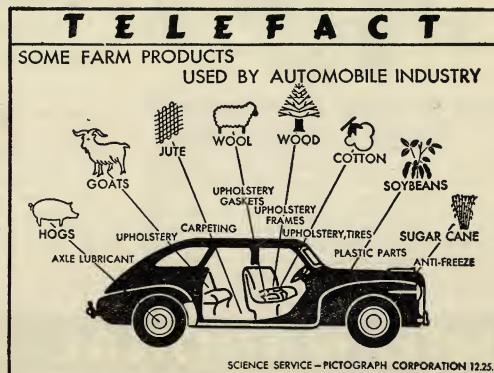 TELEFACT
SOME FARM PRODUCTS
USED BY AUTOMOBILE INDUSTRY
HOGS
AXLE LUBRICANT
GOATS
UPHOLSTERY
JUTE
CARPETING
WOOL
UPHOLSTERY
GASKETS
WOOD
UPHOLSTERY
FRAMES
COTTON
UPHOLSTERY, TIRES
SOYBEANS
PLASTIC PARTS
SUGAR CANE
ANTI-FREEZE
SCIENCE SERVICE – PICTOGRAPH CORPORATION 12.25.